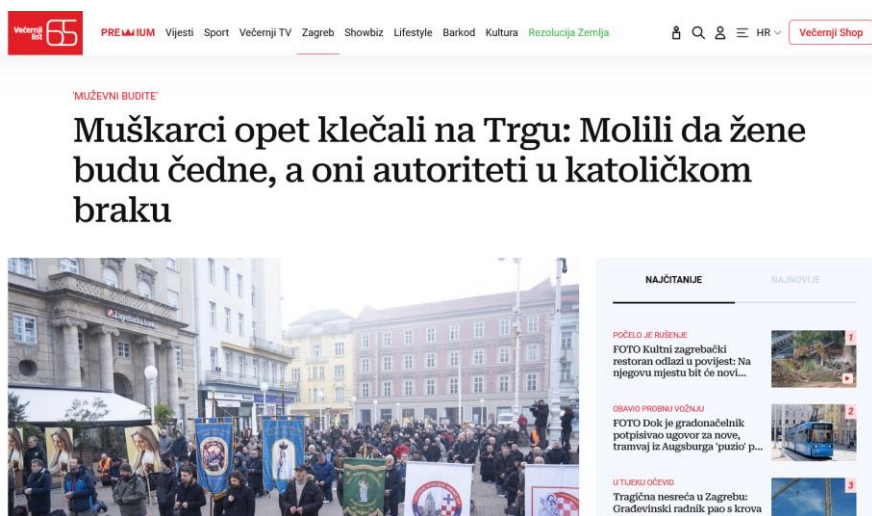 Večernji
list
65
PREMIUM Vijesti Sport Večernji TV Zagreb Showbiz Lifestyle Barkod Kultura Rezolucija Zemlja HR Večernji Shop
'MUŽEVNI BUDITE'
Muškarci opet klečali na Trgu: Molili da žene
budu čedne, a oni autoriteti u katoličkom
braku
Zagrebačka banka
NAJČITANIJE NAJNOVIJE
POČELO JE RUŠENJE
FOTO Kultni zagrebački
restoran odlazi u povijest: Na
njegovu mjestu bit će novi...
1
OBAVIO PROBNU VOŽNJU
FOTO Dok je gradonačelnik
potpisivao ugovor za nove,
tramvaj iz Augsburga 'puzio' p...
2
U TIJEKU OČEVID
Tragična nesreća u Zagrebu:
Građevinski radnik pao s krova
3